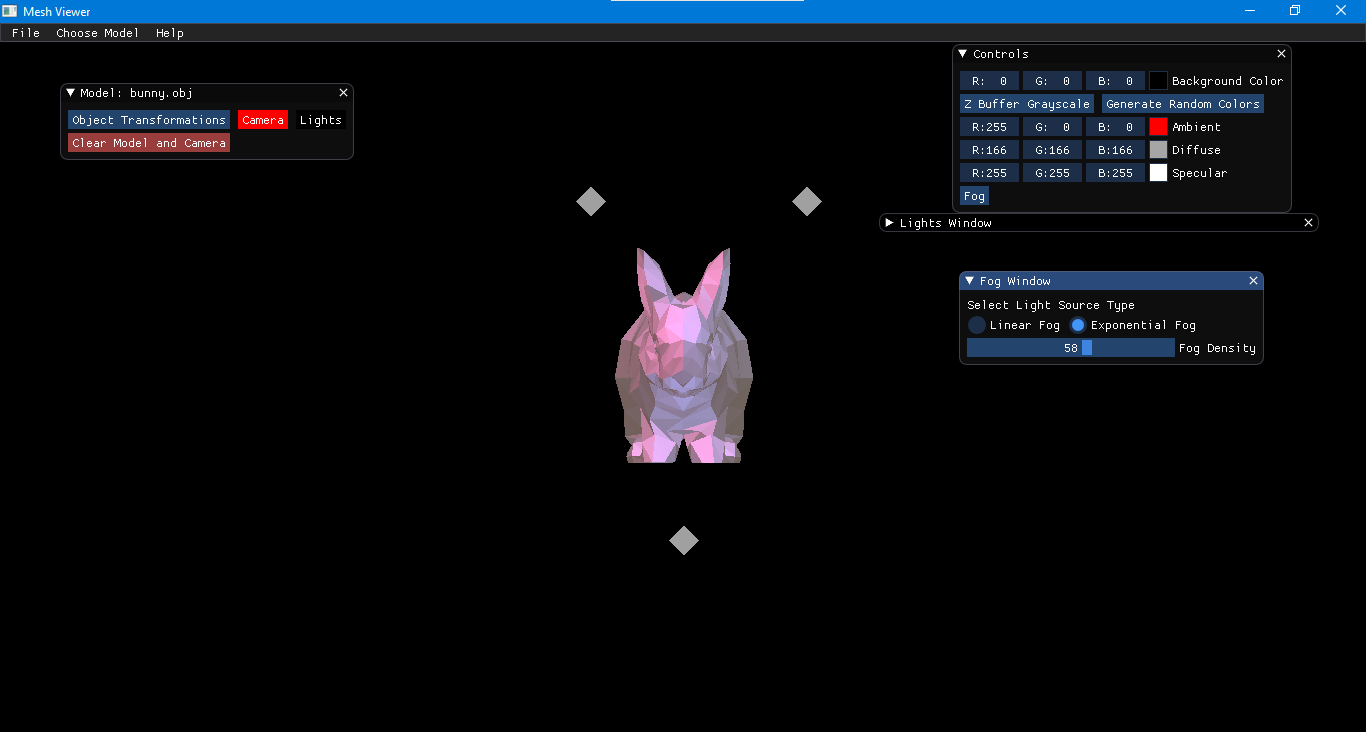 Mesh Viewer
File Choose Model Help
Model: bunny.obj
Object Transformations Camera Lights
Clear Model and Camera
Controls
R: 0 G: 0 B: 0 Background Color
Z Buffer Grayscale Generate Random Colors
R:255 G: 0 B: 0 Ambient
R:166 G:166 B:166 Diffuse
R:255 G:255 B:255 Specular
Fog
Lights Window
Fog Window
Select Light Source Type
Linear Fog Exponential Fog
58 Fog Density